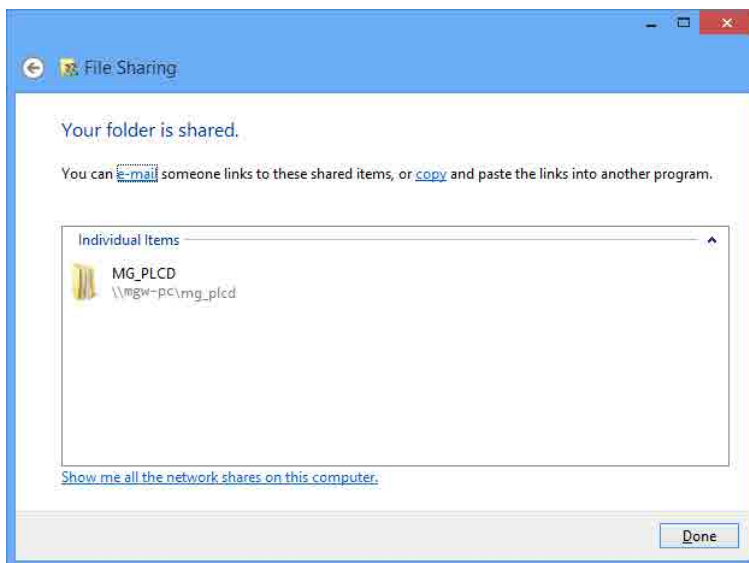 File Sharing
Your folder is shared.
You can e-mail someone links to these shared items, or copy and paste the links into another program.
Individual Items
MG_PLCD
\\mgw-pc\mg_plcd
Show me all the network shares on this computer.
Done